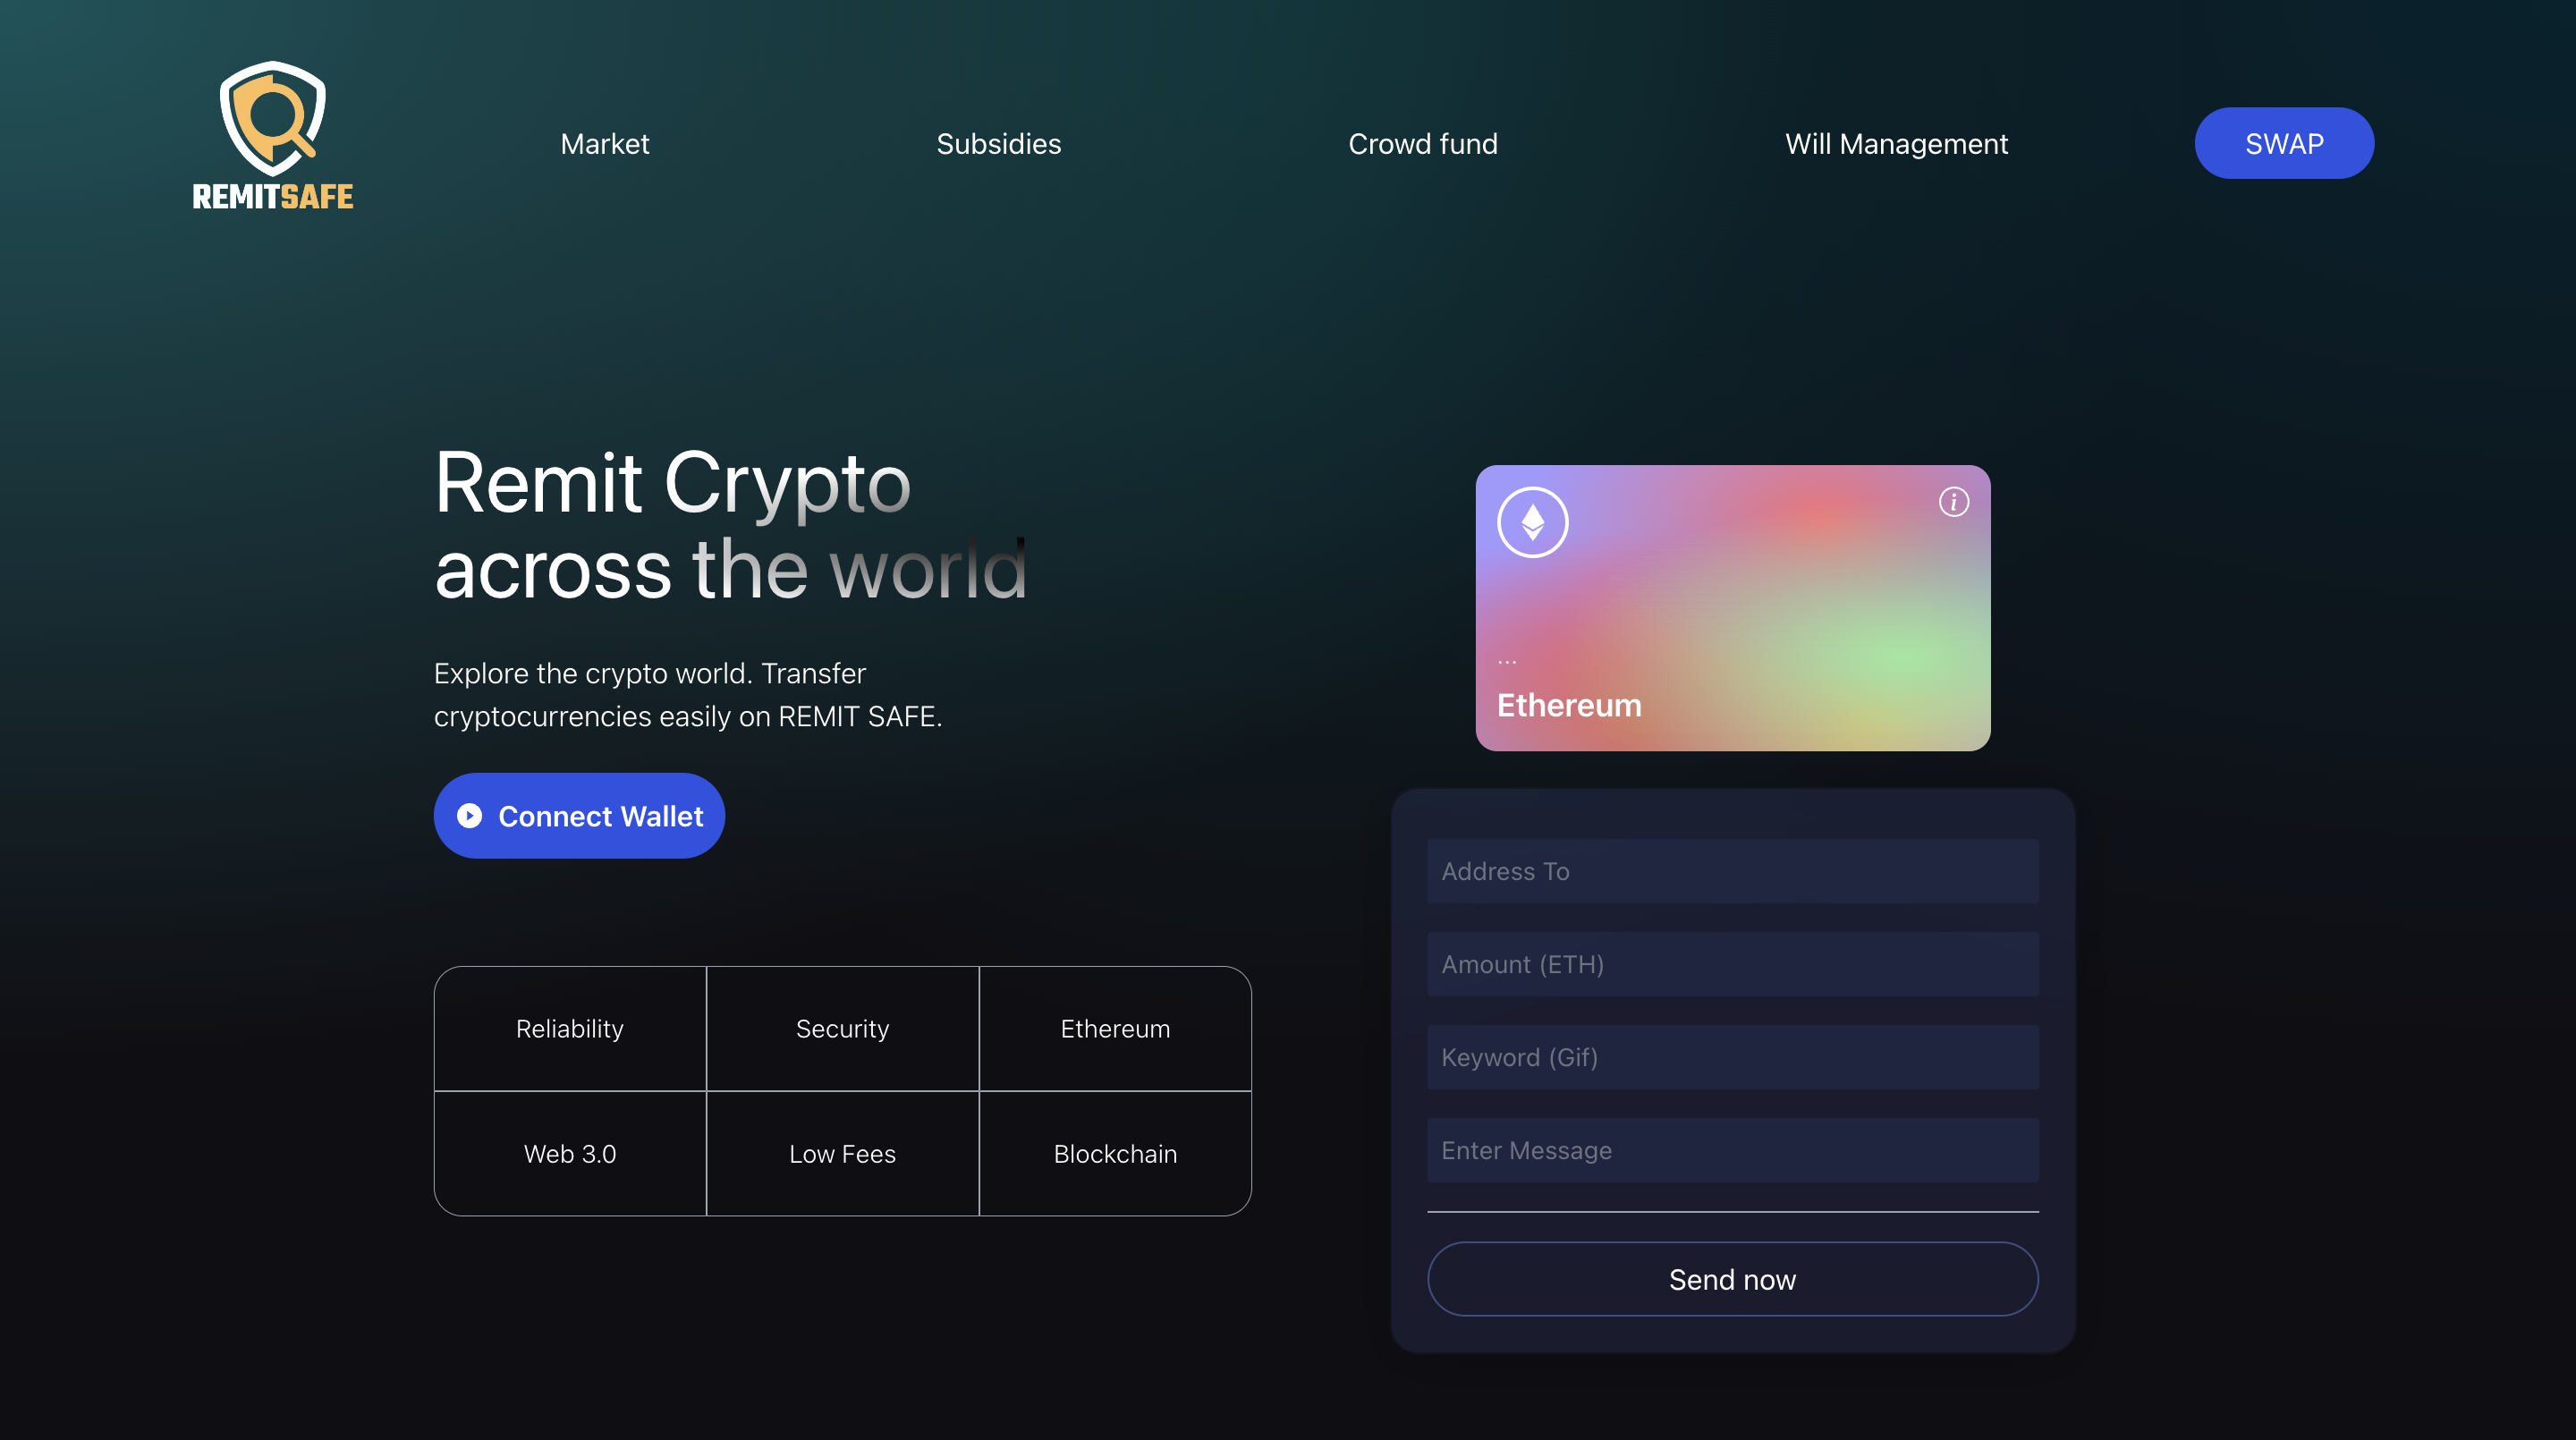 REMITSAFE
Market
Subsidies
Crowd fund
Will Management
SWAP
Remit Crypto
across the world
Explore the crypto world. Transfer
cryptocurrencies easily on REMIT SAFE.
Connect Wallet
Reliability
Security
Ethereum
Web 3.0
Low Fees
Blockchain
i
...
Ethereum
Address To
Amount (ETH)
Keyword (Gif)
Enter Message
Send now